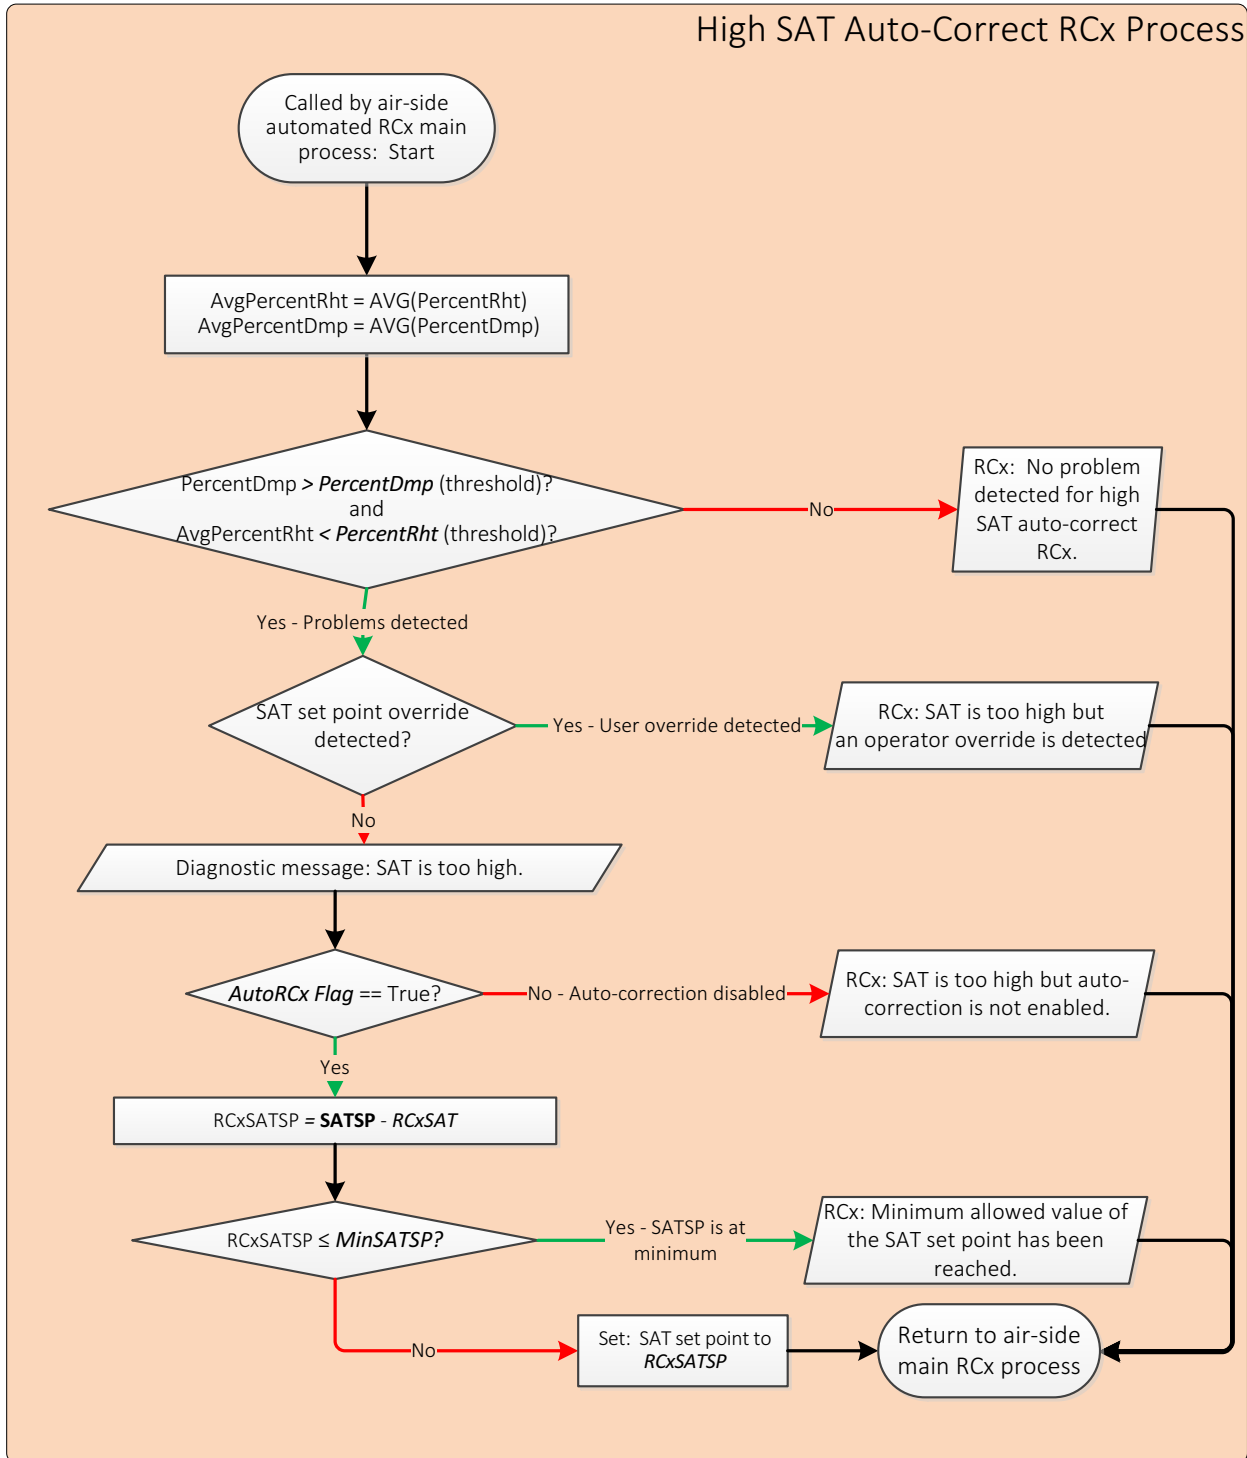 High SAT Auto-Correct RCx Process
Called by air-side
automated RCx main
process:  Start
AvgPercentRht = AVG(PercentRht)
AvgPercentDmp = AVG(PercentDmp)
PercentDmp > PercentDmp (threshold)?
and
AvgPercentRht < PercentRht (threshold)?
No
RCx:  No problem
detected for high
SAT auto-correct
RCx.
Yes - Problems detected
SAT set point override
detected?
Yes - User override detected
RCx: SAT is too high but
an operator override is detected
No
Diagnostic message: SAT is too high.
AutoRCx Flag == True?
No - Auto-correction disabled
RCx: SAT is too high but auto-
correction is not enabled.
Yes
RCxSATSP = SATSP - RCxSAT
RCxSATSP ≤ MinSATSP?
Yes - SATSP is at
minimum
RCx: Minimum allowed value of
the SAT set point has been
reached.
No
Set:  SAT set point to
RCxSATSP
Return to air-side
main RCx process